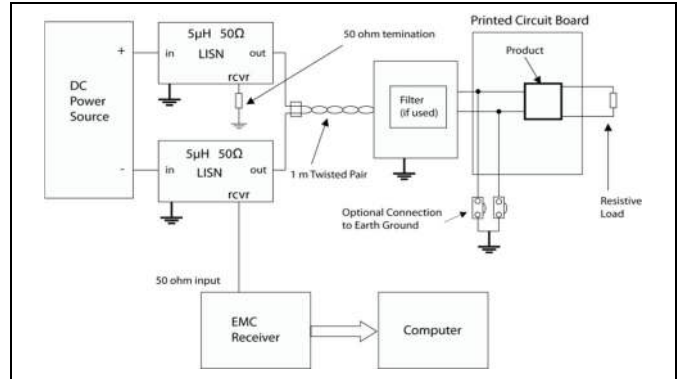 Printed Circuit Board
5μH 50Ω
LISN
in
out
rcvr
50 ohm temination
Product
+
DC
Power
Source
-
Filter
(if used)
5μH 50Ω
LISN
in
out
rcvr
1 m Twisted Pair
Optional Connection
to Earth Ground
Resistive
Load
50 ohm input
EMC
Receiver
Computer